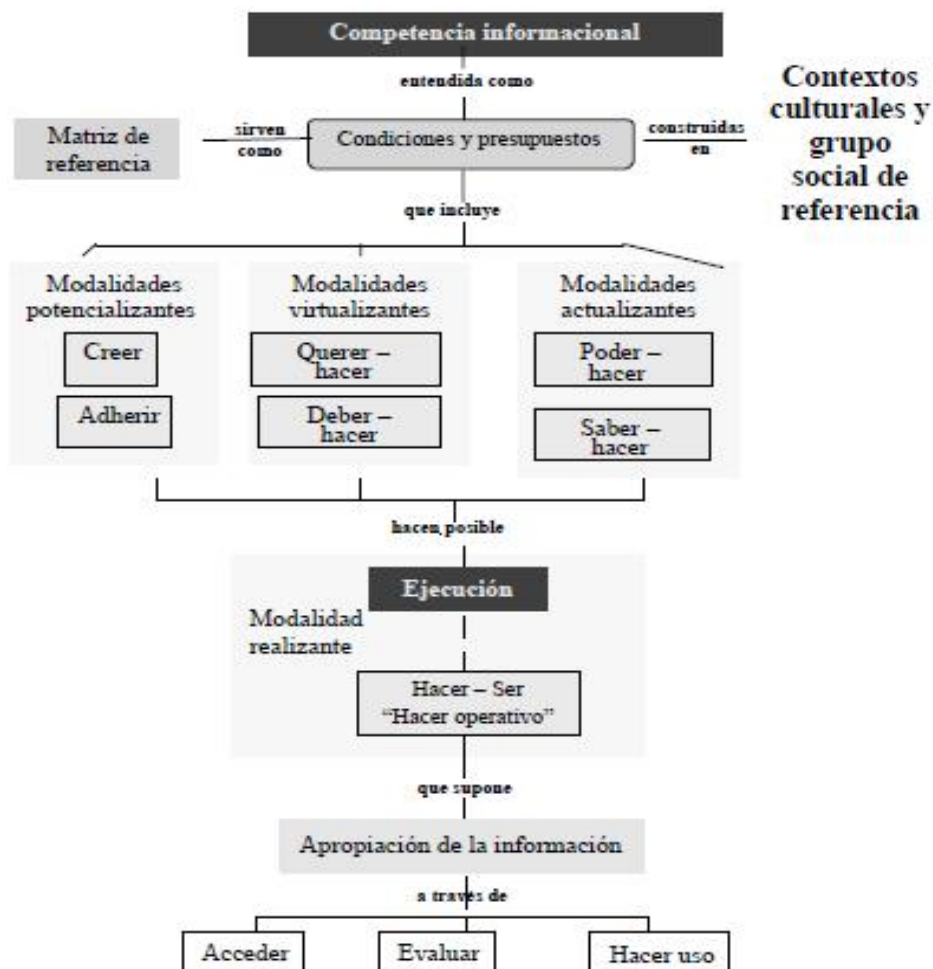 Competencia informacional
entendida como
Contextos
culturales y
grupo
social de
referencia
Matriz de
referencia
sirven
como
Condiciones y presupuestos
construidas
en
que incluye
Modalidades
potencializantes
Creer
Adherir
Modalidades
virtualizantes
Querer –
hacer
Deber –
hacer
Modalidades
actualizantes
Poder –
hacer
Saber –
hacer
hacen posible
Ejecución
Modalidad
realizante
Hacer – Ser
“Hacer operativo”
que supone
Apropiación de la información
a través de
Acceder
Evaluar
Hacer uso